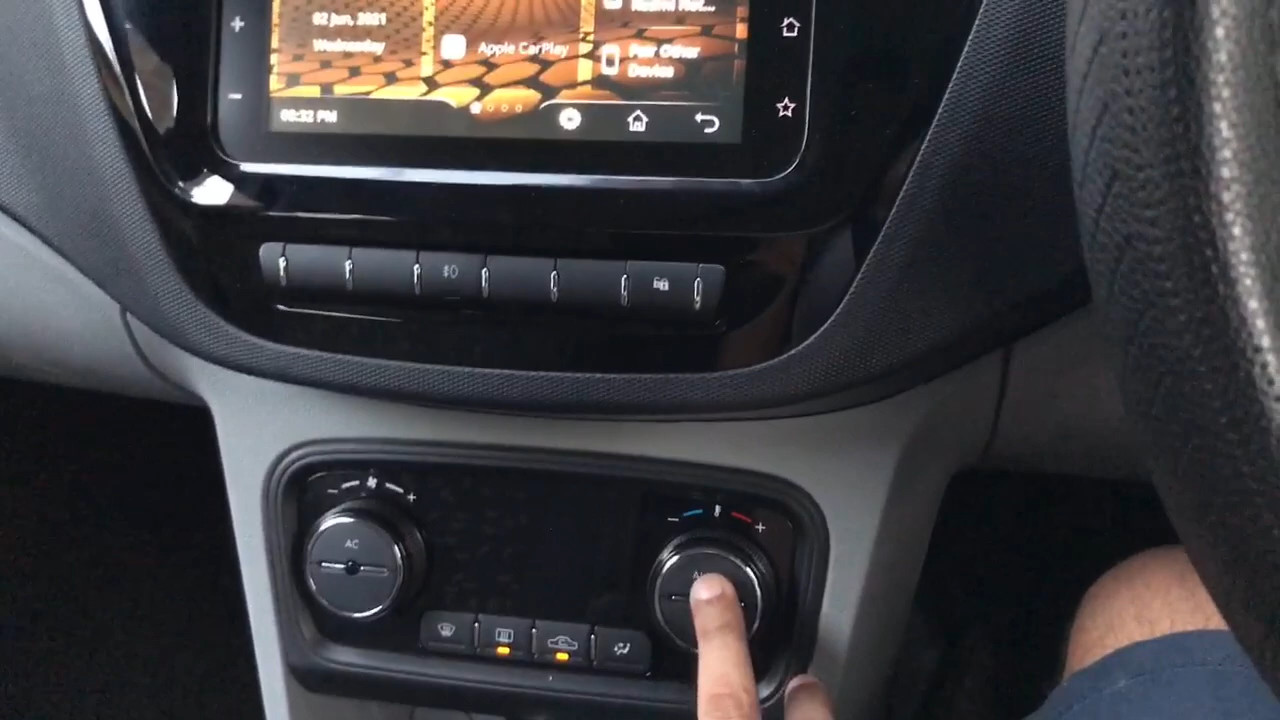 02 Jun, 2021
Wednesday
Apple CarPlay
Pair Other
Device
08:32 PM
AC